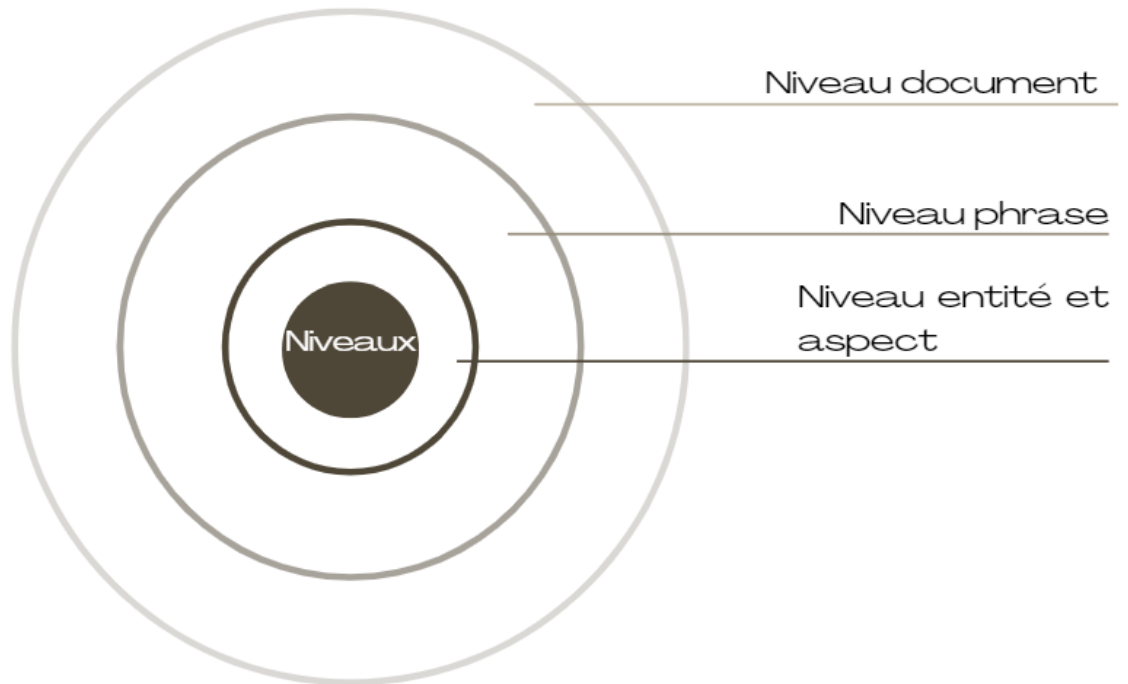 Niveau document
Niveau phrase
Niveau entité et
aspect
Niveaux